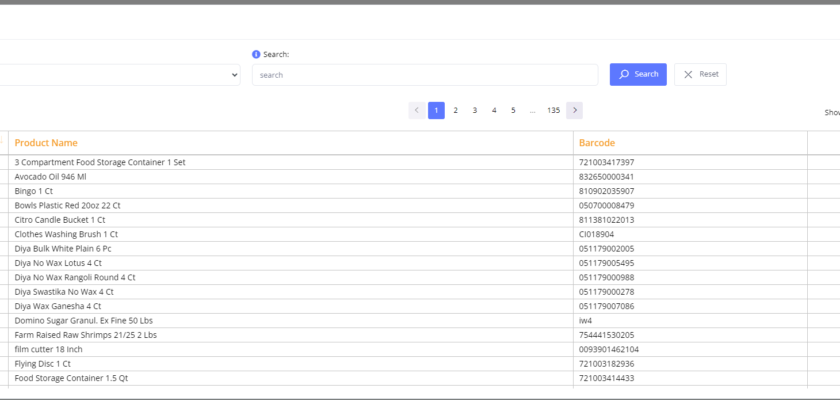 Search:
search
Search
Reset
< 1 2 3 4 5 ... 135 >
Show
Product Name Barcode
3 Compartment Food Storage Container 1 Set 721003417397
Avocado Oil 946 Ml 832650000341
Bingo 1 Ct 810902035907
Bowls Plastic Red 20oz 22 Ct 050700008479
Citro Candle Bucket 1 Ct 811381022013
Clothes Washing Brush 1 Ct CI018904
Diya Bulk White Plain 6 Pc 051179002005
Diya No Wax Lotus 4 Ct 051179005495
Diya No Wax Rangoli Round 4 Ct 051179000988
Diya Swastika No Wax 4 Ct 051179000278
Diya Wax Ganesha 4 Ct 051179007086
Domino Sugar Granul. Ex Fine 50 Lbs iw4
Farm Raised Raw Shrimps 21/25 2 Lbs 754441530205
film cutter 18 inch 0093901462104
Flying Disc 1 Ct 721003182936
Food Storage Container 1.5 Qt 721003414433